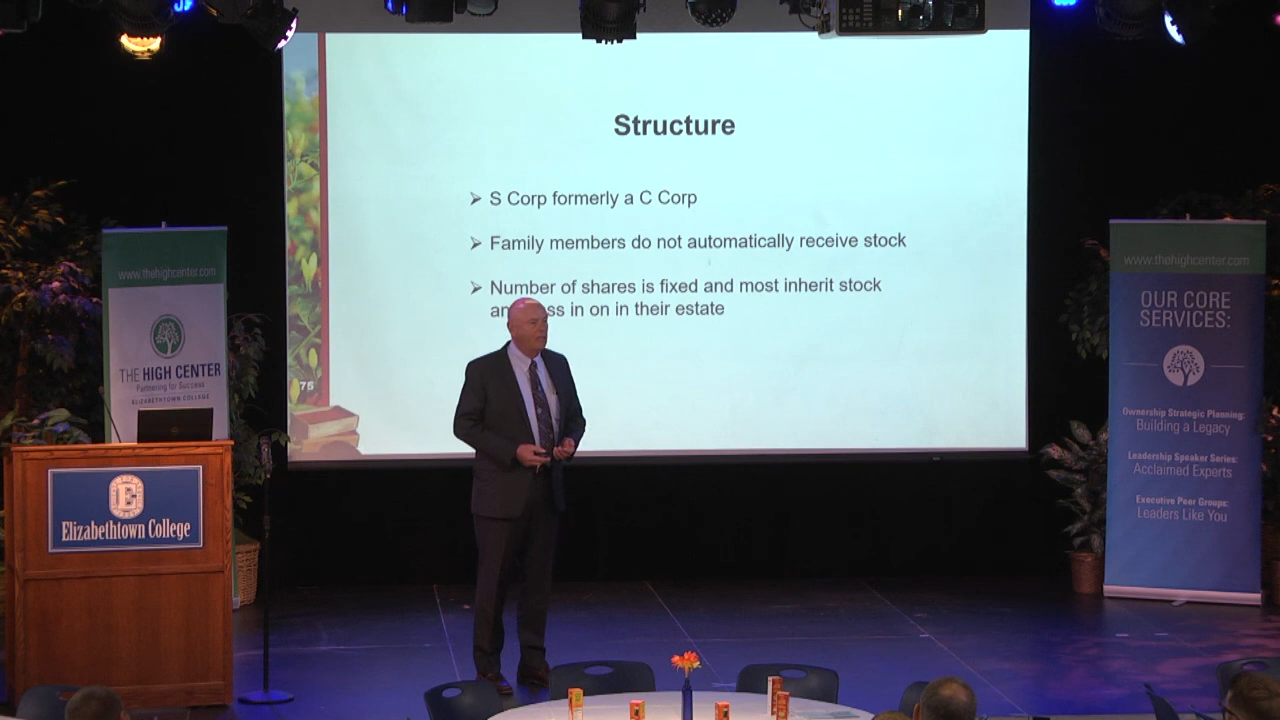 Structure
S Corp formerly a C Corp
Family members do not automatically receive stock
Number of shares is fixed and most inherit stock
in on in their estate
75
www.thehighcenter.com
THE HIGH CENTER
Partnering for Success
ELIZABETHTOWN COLLEGE
E
Elizabethtown College
www.thehighcenter.com
OUR CORE
SERVICES:
Ownership Strategic Planning:
Building a Legacy
Leadership Speaker Series:
Acclaimed Experts
Executive Peer Groups:
Leaders Like You